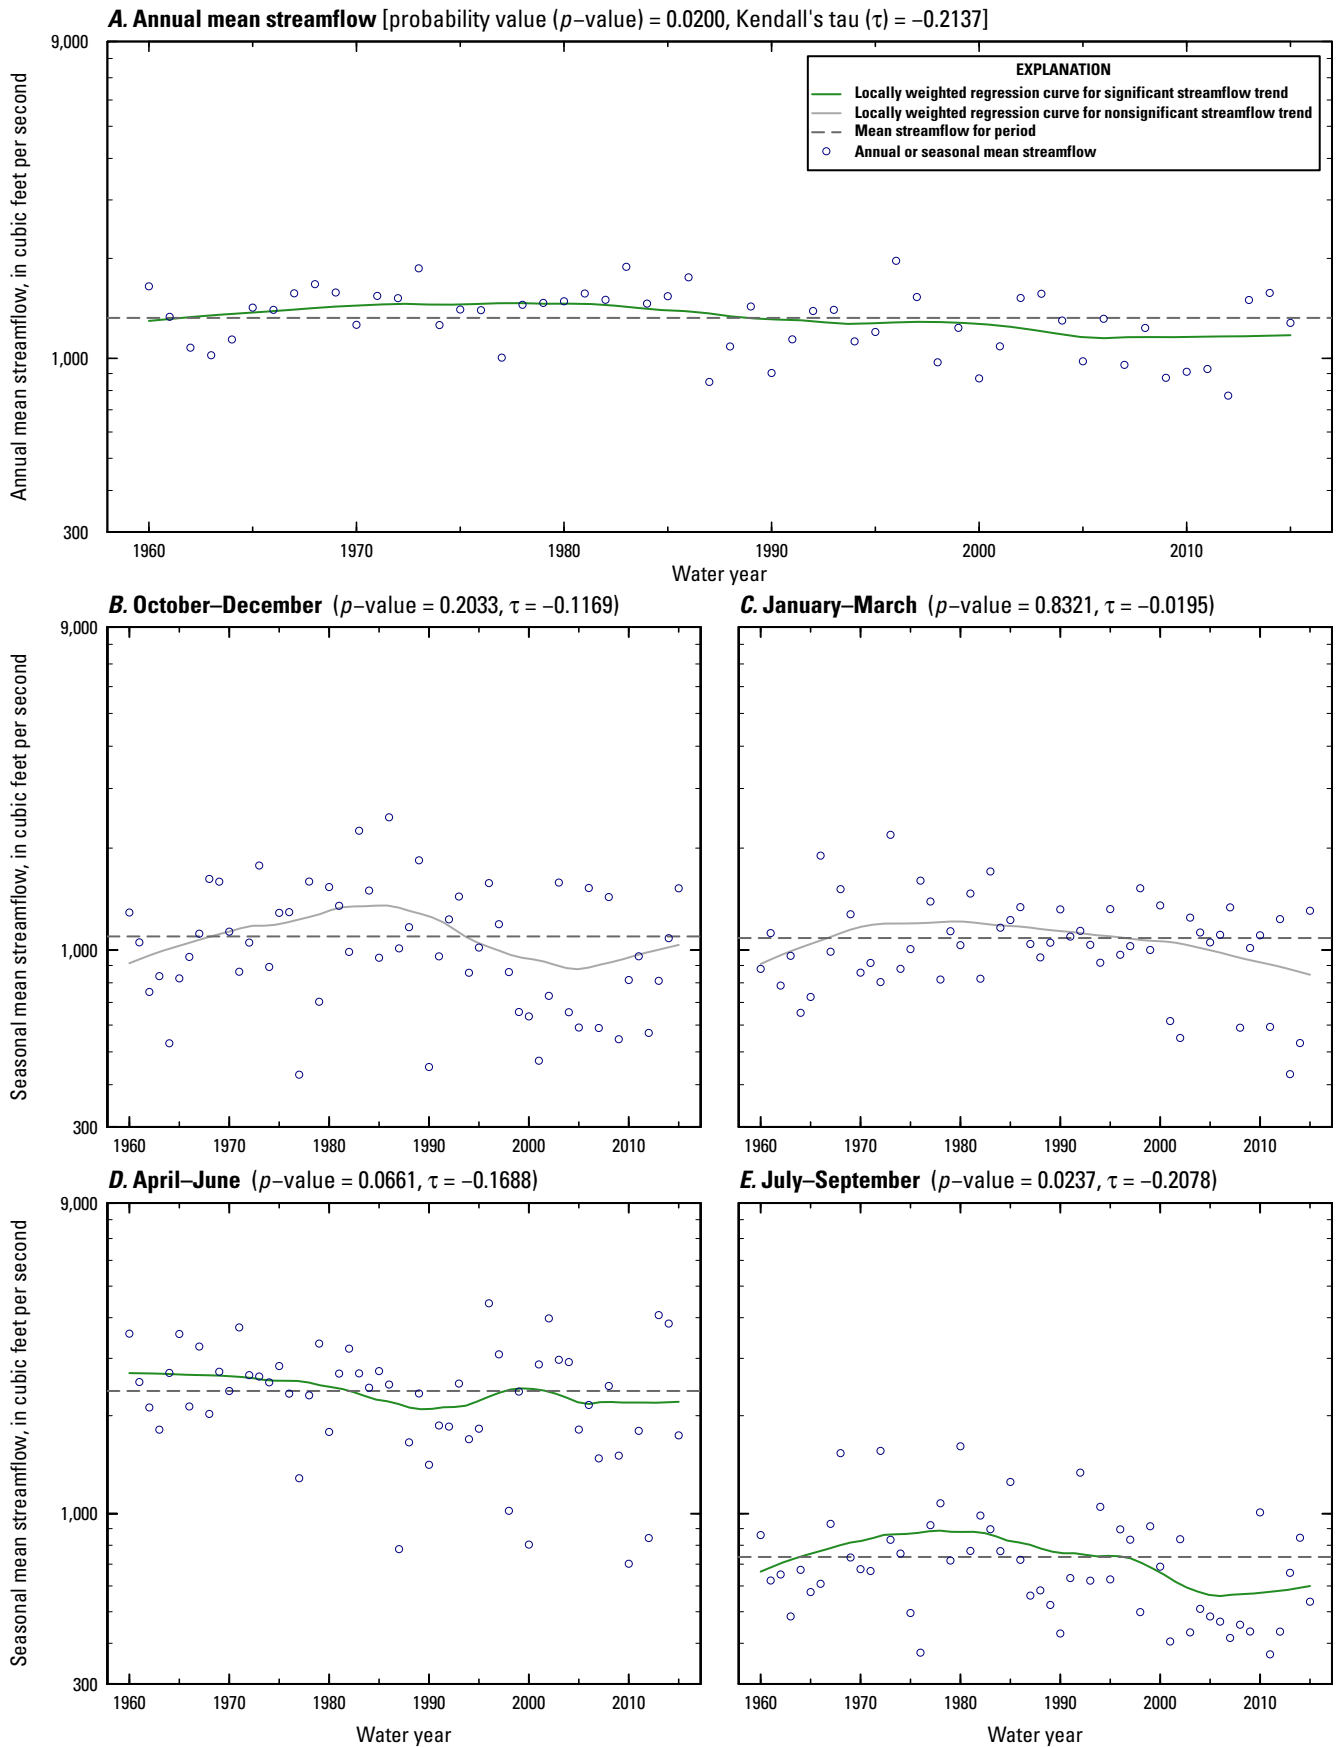 A. Annual mean streamflow [probability value (p−value) = 0.0200, Kendall's tau (τ) = −0.2137]
9,000
1,000
300
Annual mean streamflow, in cubic feet per second
EXPLANATION
Locally weighted regression curve for significant streamflow trend
Locally weighted regression curve for nonsignificant streamflow trend
Mean streamflow for period
Annual or seasonal mean streamflow
1960 1970 1980 1990 2000 2010
Water year
B. October–December (p−value = 0.2033, τ = −0.1169)
9,000
1,000
300
Seasonal mean streamflow, in cubic feet per second
1960 1970 1980 1990 2000 2010
C. January–March (p−value = 0.8321, τ = −0.0195)
1960 1970 1980 1990 2000 2010
D. April–June (p−value = 0.0661, τ = −0.1688)
9,000
1,000
300
Seasonal mean streamflow, in cubic feet per second
1960 1970 1980 1990 2000 2010
Water year
E. July–September (p−value = 0.0237, τ = −0.2078)
1960 1970 1980 1990 2000 2010
Water year